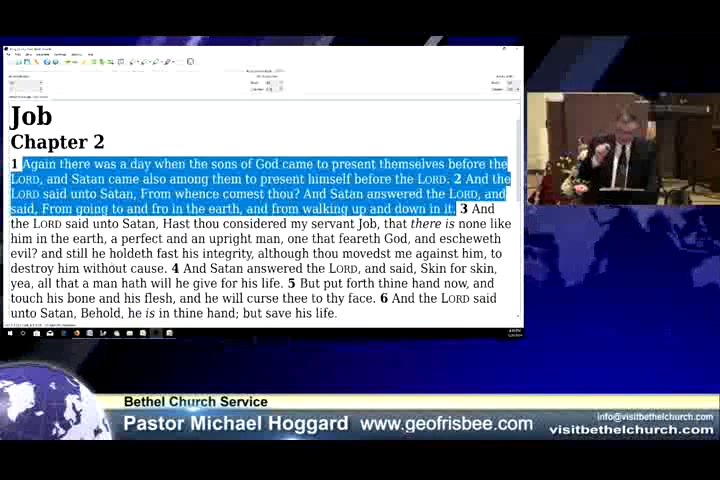 Job
Chapter 2
1 Again there was a day when the sons of God came to present themselves before the
LORD, and Satan came also among them to present himself before the LORD. 2 And the
LORD said unto Satan, From whence comest thou? And Satan answered the LORD, and
said, From going to and fro in the earth, and from walking up and down in it. 3 And
the LORD said unto Satan, Hast thou considered my servant Job, that there is none like
him in the earth, a perfect and an upright man, one that feareth God, and escheweth
evil? and still he holdeth fast his integrity, although thou movedst me against him, to
destroy him without cause. 4 And Satan answered the LORD, and said, Skin for skin,
yea, all that a man hath will he give for his life. 5 But put forth thine hand now, and
touch his bone and his flesh, and he will curse thee to thy face. 6 And the LORD said
unto Satan, Behold, he is in thine hand; but save his life.
Bethel Church Service
Pastor Michael Hoggard www.geofrisbee.com
info@visitbethelchurch.com
visitbethelchurch.com